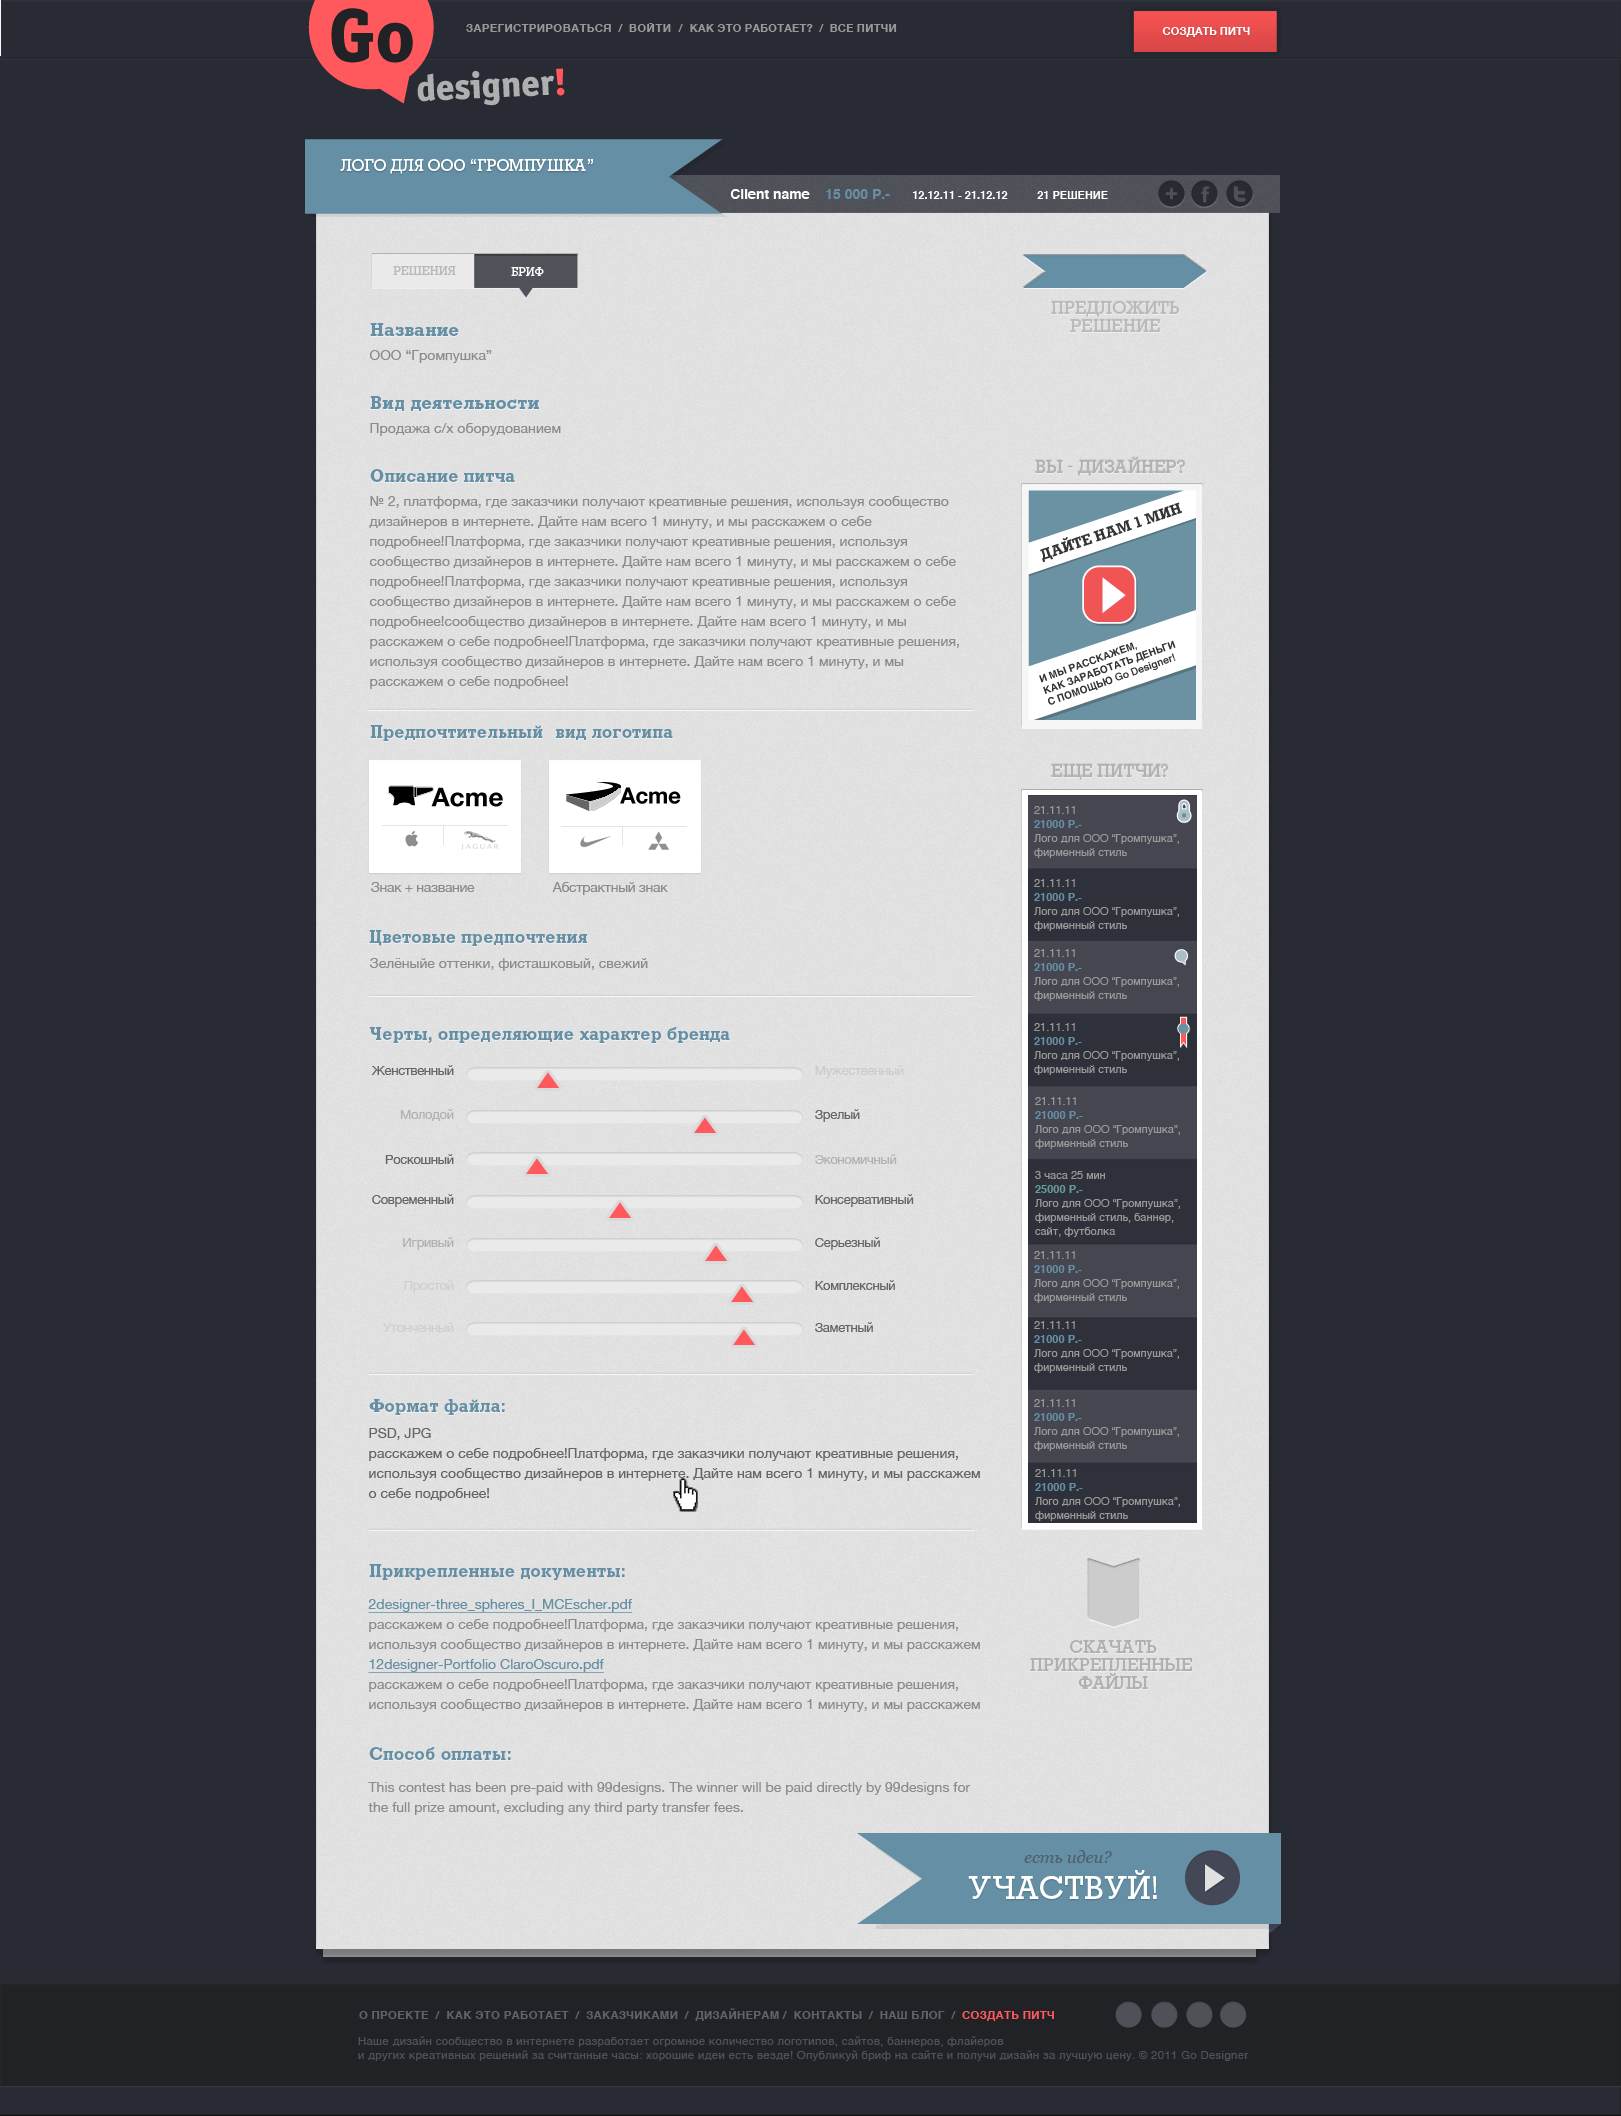 Go
designer!
ЗАРЕГИСТРИРОВАТЬСЯ / ВОЙТИ / КАК ЭТО РАБОТАЕТ? / ВСЕ ПИТЧИ
СОЗДАТЬ ПИТЧ
ЛОГО ДЛЯ ООО “ГРОМПУШКА”
Client name 15 000 Р.- 12.12.11 - 21.12.12 21 РЕШЕНИЕ
РЕШЕНИЯ БРИФ
ПРЕДЛОЖИТЬ
РЕШЕНИЕ
Название
ООО “Громпушка”
Вид деятельности
Продажа с/х оборудованием
Описание питча
№ 2, платформа, где заказчики получают креативные решения, используя сообщество
дизайнеров в интернете. Дайте нам всего 1 минуту, и мы расскажем о себе
подробнее!Платформа, где заказчики получают креативные решения, используя
сообщество дизайнеров в интернете. Дайте нам всего 1 минуту, и мы расскажем о себе
подробнее!Платформа, где заказчики получают креативные решения, используя
сообщество дизайнеров в интернете. Дайте нам всего 1 минуту, и мы расскажем о себе
подробнее!сообщество дизайнеров в интернете. Дайте нам всего 1 минуту, и мы
расскажем о себе подробнее!Платформа, где заказчики получают креативные решения,
используя сообщество дизайнеров в интернете. Дайте нам всего 1 минуту, и мы
расскажем о себе подробнее!
Предпочтительный вид логотипа
Acme
JAGUAR
Знак + название
Acme
Абстрактный знак
Цветовые предпочтения
Зелёныйе оттенки, фисташковый, свежий
Черты, определяющие характер бренда
Женственный Мужественный
Молодой Зрелый
Роскошный Экономичный
Современный Консервативный
Игривый Серьезный
Простой Комплексный
Утонченный Заметный
Формат файла:
PSD, JPG
расскажем о себе подробнее!Платформа, где заказчики получают креативные решения,
используя сообщество дизайнеров в интернете. Дайте нам всего 1 минуту, и мы расскажем
о себе подробнее!
Прикрепленные документы:
2designer-three_spheres_I_MCEscher.pdf
расскажем о себе подробнее!Платформа, где заказчики получают креативные решения,
используя сообщество дизайнеров в интернете. Дайте нам всего 1 минуту, и мы расскажем
12designer-Portfolio ClaroOscuro.pdf
расскажем о себе подробнее!Платформа, где заказчики получают креативные решения,
используя сообщество дизайнеров в интернете. Дайте нам всего 1 минуту, и мы расскажем
Способ оплаты:
This contest has been pre-paid with 99designs. The winner will be paid directly by 99designs for
the full prize amount, excluding any third party transfer fees.
ВЫ - ДИЗАЙНЕР?
ДАЙТЕ НАМ 1 МИН
И МЫ РАССКАЖЕМ,
КАК ЗАРАБОТАТЬ ДЕНЬГИ
С ПОМОЩЬЮ Go Designer!
ЕЩЕ ПИТЧИ?
21.11.11
21000 Р.-
Лого для ООО “Громпушка”,
фирменный стиль
21.11.11
21000 Р.-
Лого для ООО “Громпушка”,
фирменный стиль
21.11.11
21000 Р.-
Лого для ООО “Громпушка”,
фирменный стиль
21.11.11
21000 Р.-
Лого для ООО “Громпушка”,
фирменный стиль
21.11.11
21000 Р.-
Лого для ООО “Громпушка”,
фирменный стиль
3 часа 25 мин
25000 Р.-
Лого для ООО “Громпушка”,
фирменный стиль, баннер,
сайт, футболка
21.11.11
21000 Р.-
Лого для ООО “Громпушка”,
фирменный стиль
21.11.11
21000 Р.-
Лого для ООО “Громпушка”,
фирменный стиль
21.11.11
21000 Р.-
Лого для ООО “Громпушка”,
фирменный стиль
21.11.11
21000 Р.-
Лого для ООО “Громпушка”,
фирменный стиль
СКАЧАТЬ
ПРИКРЕПЛЕННЫЕ
ФАЙЛЫ
есть идеи?
УЧАСТВУЙ!
О ПРОЕКТЕ / КАК ЭТО РАБОТАЕТ / ЗАКАЗЧИКАМИ / ДИЗАЙНЕРАМ / КОНТАКТЫ / НАШ БЛОГ / СОЗДАТЬ ПИТЧ
Наше дизайн сообщество в интернете разработает огромное количество логотипов, сайтов, баннеров, флайеров
и других креативных решений за считанные часы: хорошие идеи есть везде! Опубликуй бриф на сайте и получи дизайн за лучшую цену. © 2011 Go Designer